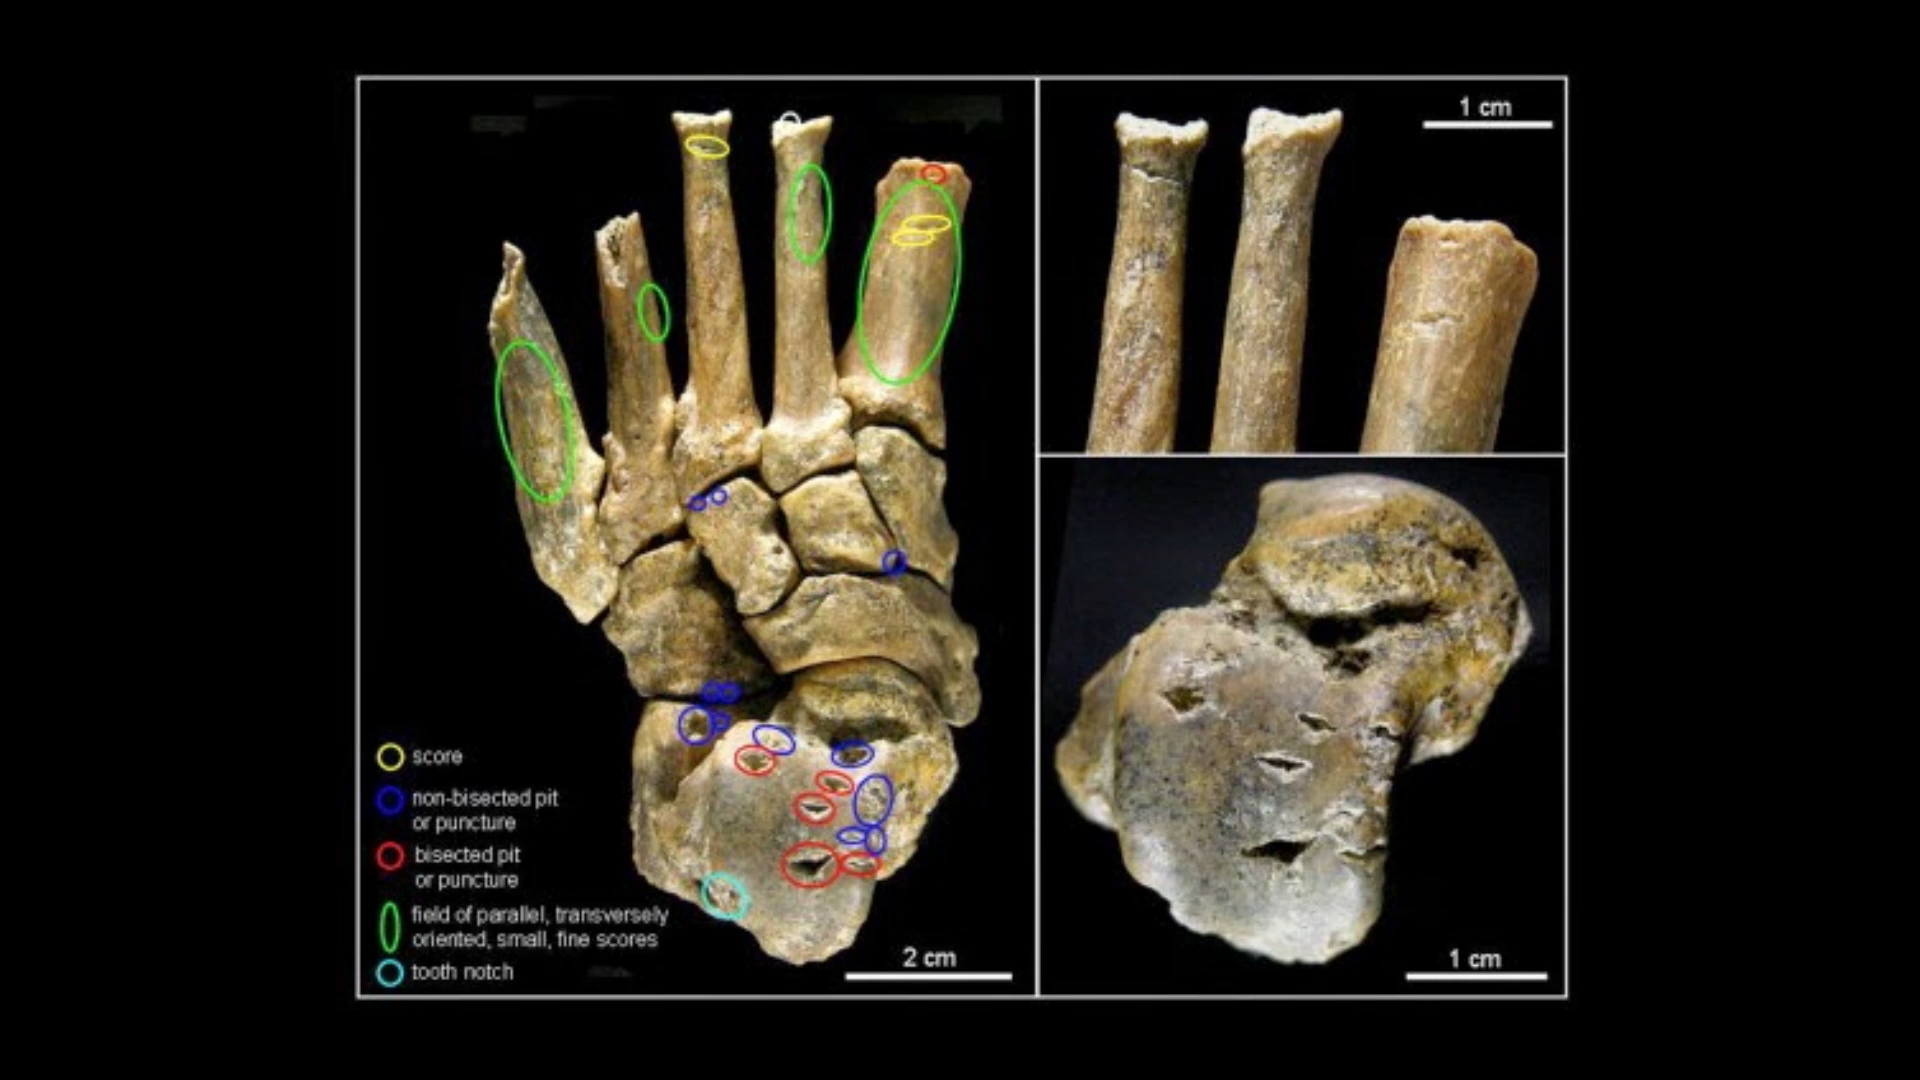 score
non-bisected pit
or puncture
bisected pit
or puncture
field of parallel, transversely
oriented, small, fine scores
tooth notch
2 cm
1 cm
1 cm